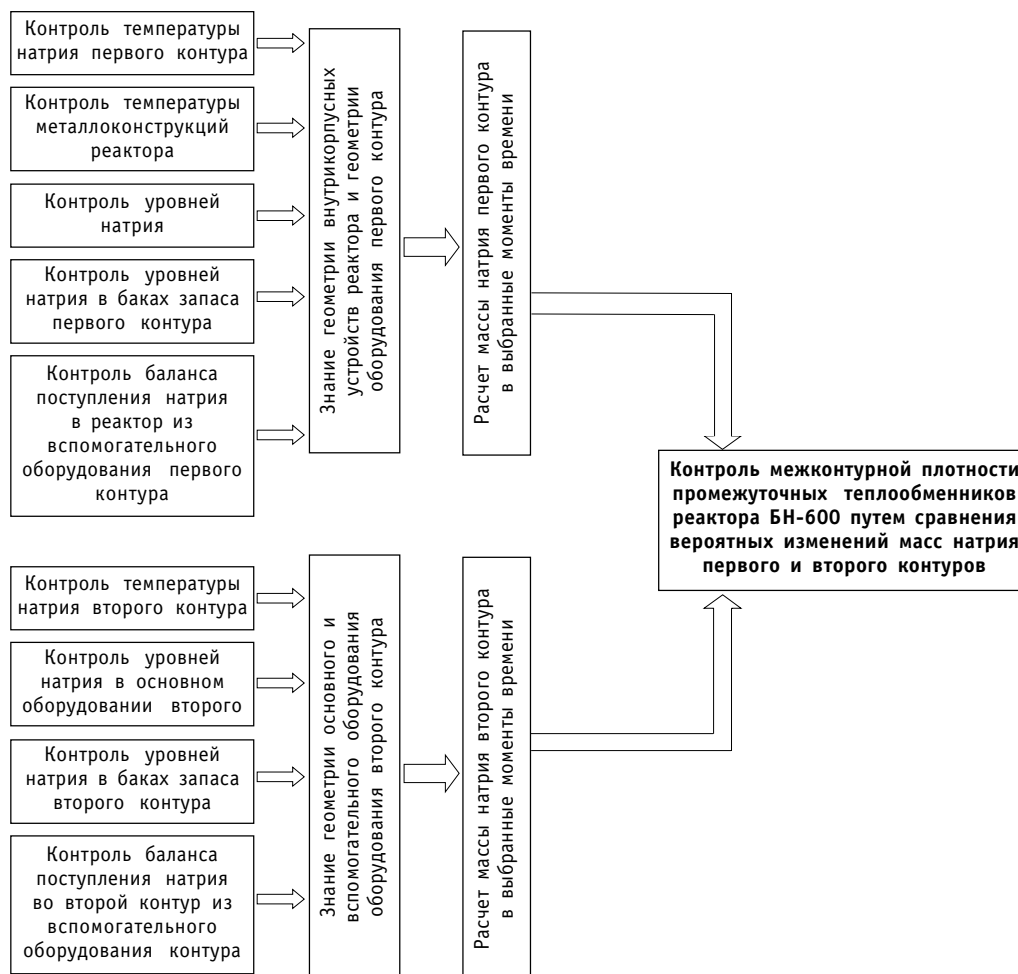 Контроль температуры
натрия первого контура
Контроль температуры
металлоконструкций
реактора
Контроль уровней
натрия
Контроль уровней
натрия в баках запаса
первого контура
Контроль баланса
поступления натрия
в реактор из
вспомогательного
оборудования первого
контура
Знание геометрии внутрикорпусных
устройств реактора и геометрии
оборудования первого контура
Расчет массы натрия первого контура
в выбранные моменты времени
Контроль межконтурной плотности
промежуточных теплообменников
реактора БН-600 путем сравнения
вероятных изменений масс натрия
первого и второго контуров
Контроль температуры
натрия второго контура
Контроль уровней
натрия в основном
оборудовании второго
Контроль уровней
натрия в баках запаса
второго контура
Контроль баланса
поступления натрия
во второй контур из
вспомогательного
оборудования контура
Знание геометрии основного и
вспомогательного оборудования
оборудования второго контура
Расчет массы натрия второго контура
в выбранные моменты времени